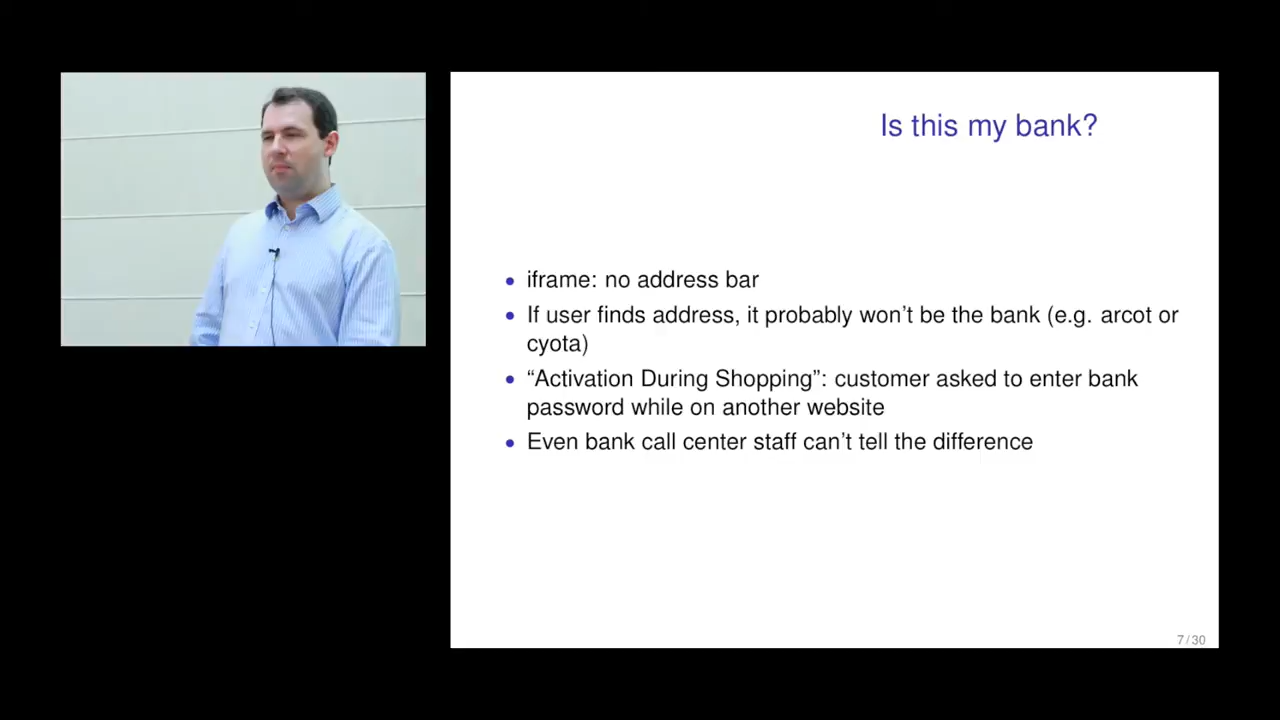 Is this my bank?
• iframe: no address bar
• If user finds address, it probably won't be the bank (e.g. arcot or
cyota)
• “Activation During Shopping”: customer asked to enter bank
password while on another website
• Even bank call center staff can't tell the difference
7 / 30